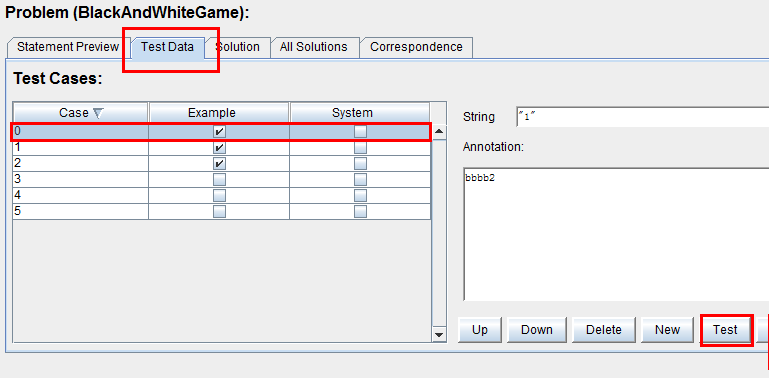 Problem (BlackAndWhiteGame):
Statement Preview Test Data Solution All Solutions Correspondence
Test Cases:
Case Example System
0
1
2
3
4
5
String "1"
Annotation:
bbbb2
Up Down Delete New Test